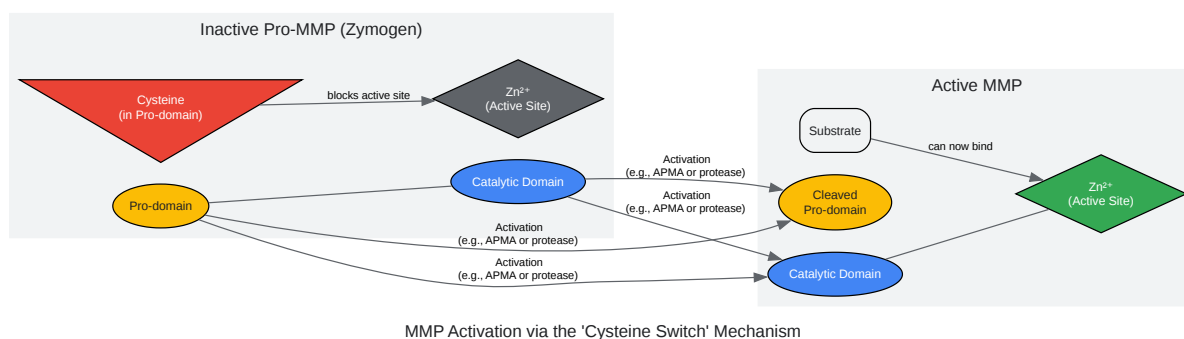 Inactive Pro-MMP (Zymogen)
Cysteine
(in Pro-domain)
blocks active site
Zn²⁺
(Active Site)
Pro-domain
Catalytic Domain
Activation
(e.g., APMA or protease)
Activation
(e.g., APMA or protease)
Activation
(e.g., APMA or protease)
Activation
(e.g., APMA or protease)
Active MMP
Substrate
can now bind
Zn²⁺
(Active Site)
Cleaved
Pro-domain
Catalytic Domain
MMP Activation via the 'Cysteine Switch' Mechanism